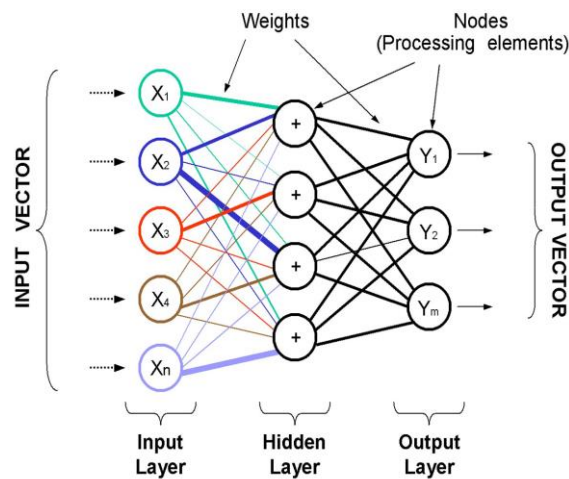 Weights
Nodes
(Processing elements)
INPUT VECTOR
X1
X2
X3
X4
Xn
+
+
+
+
Y1
Y2
Ym
OUTPUT VECTOR
Input
Layer
Hidden
Layer
Output
Layer